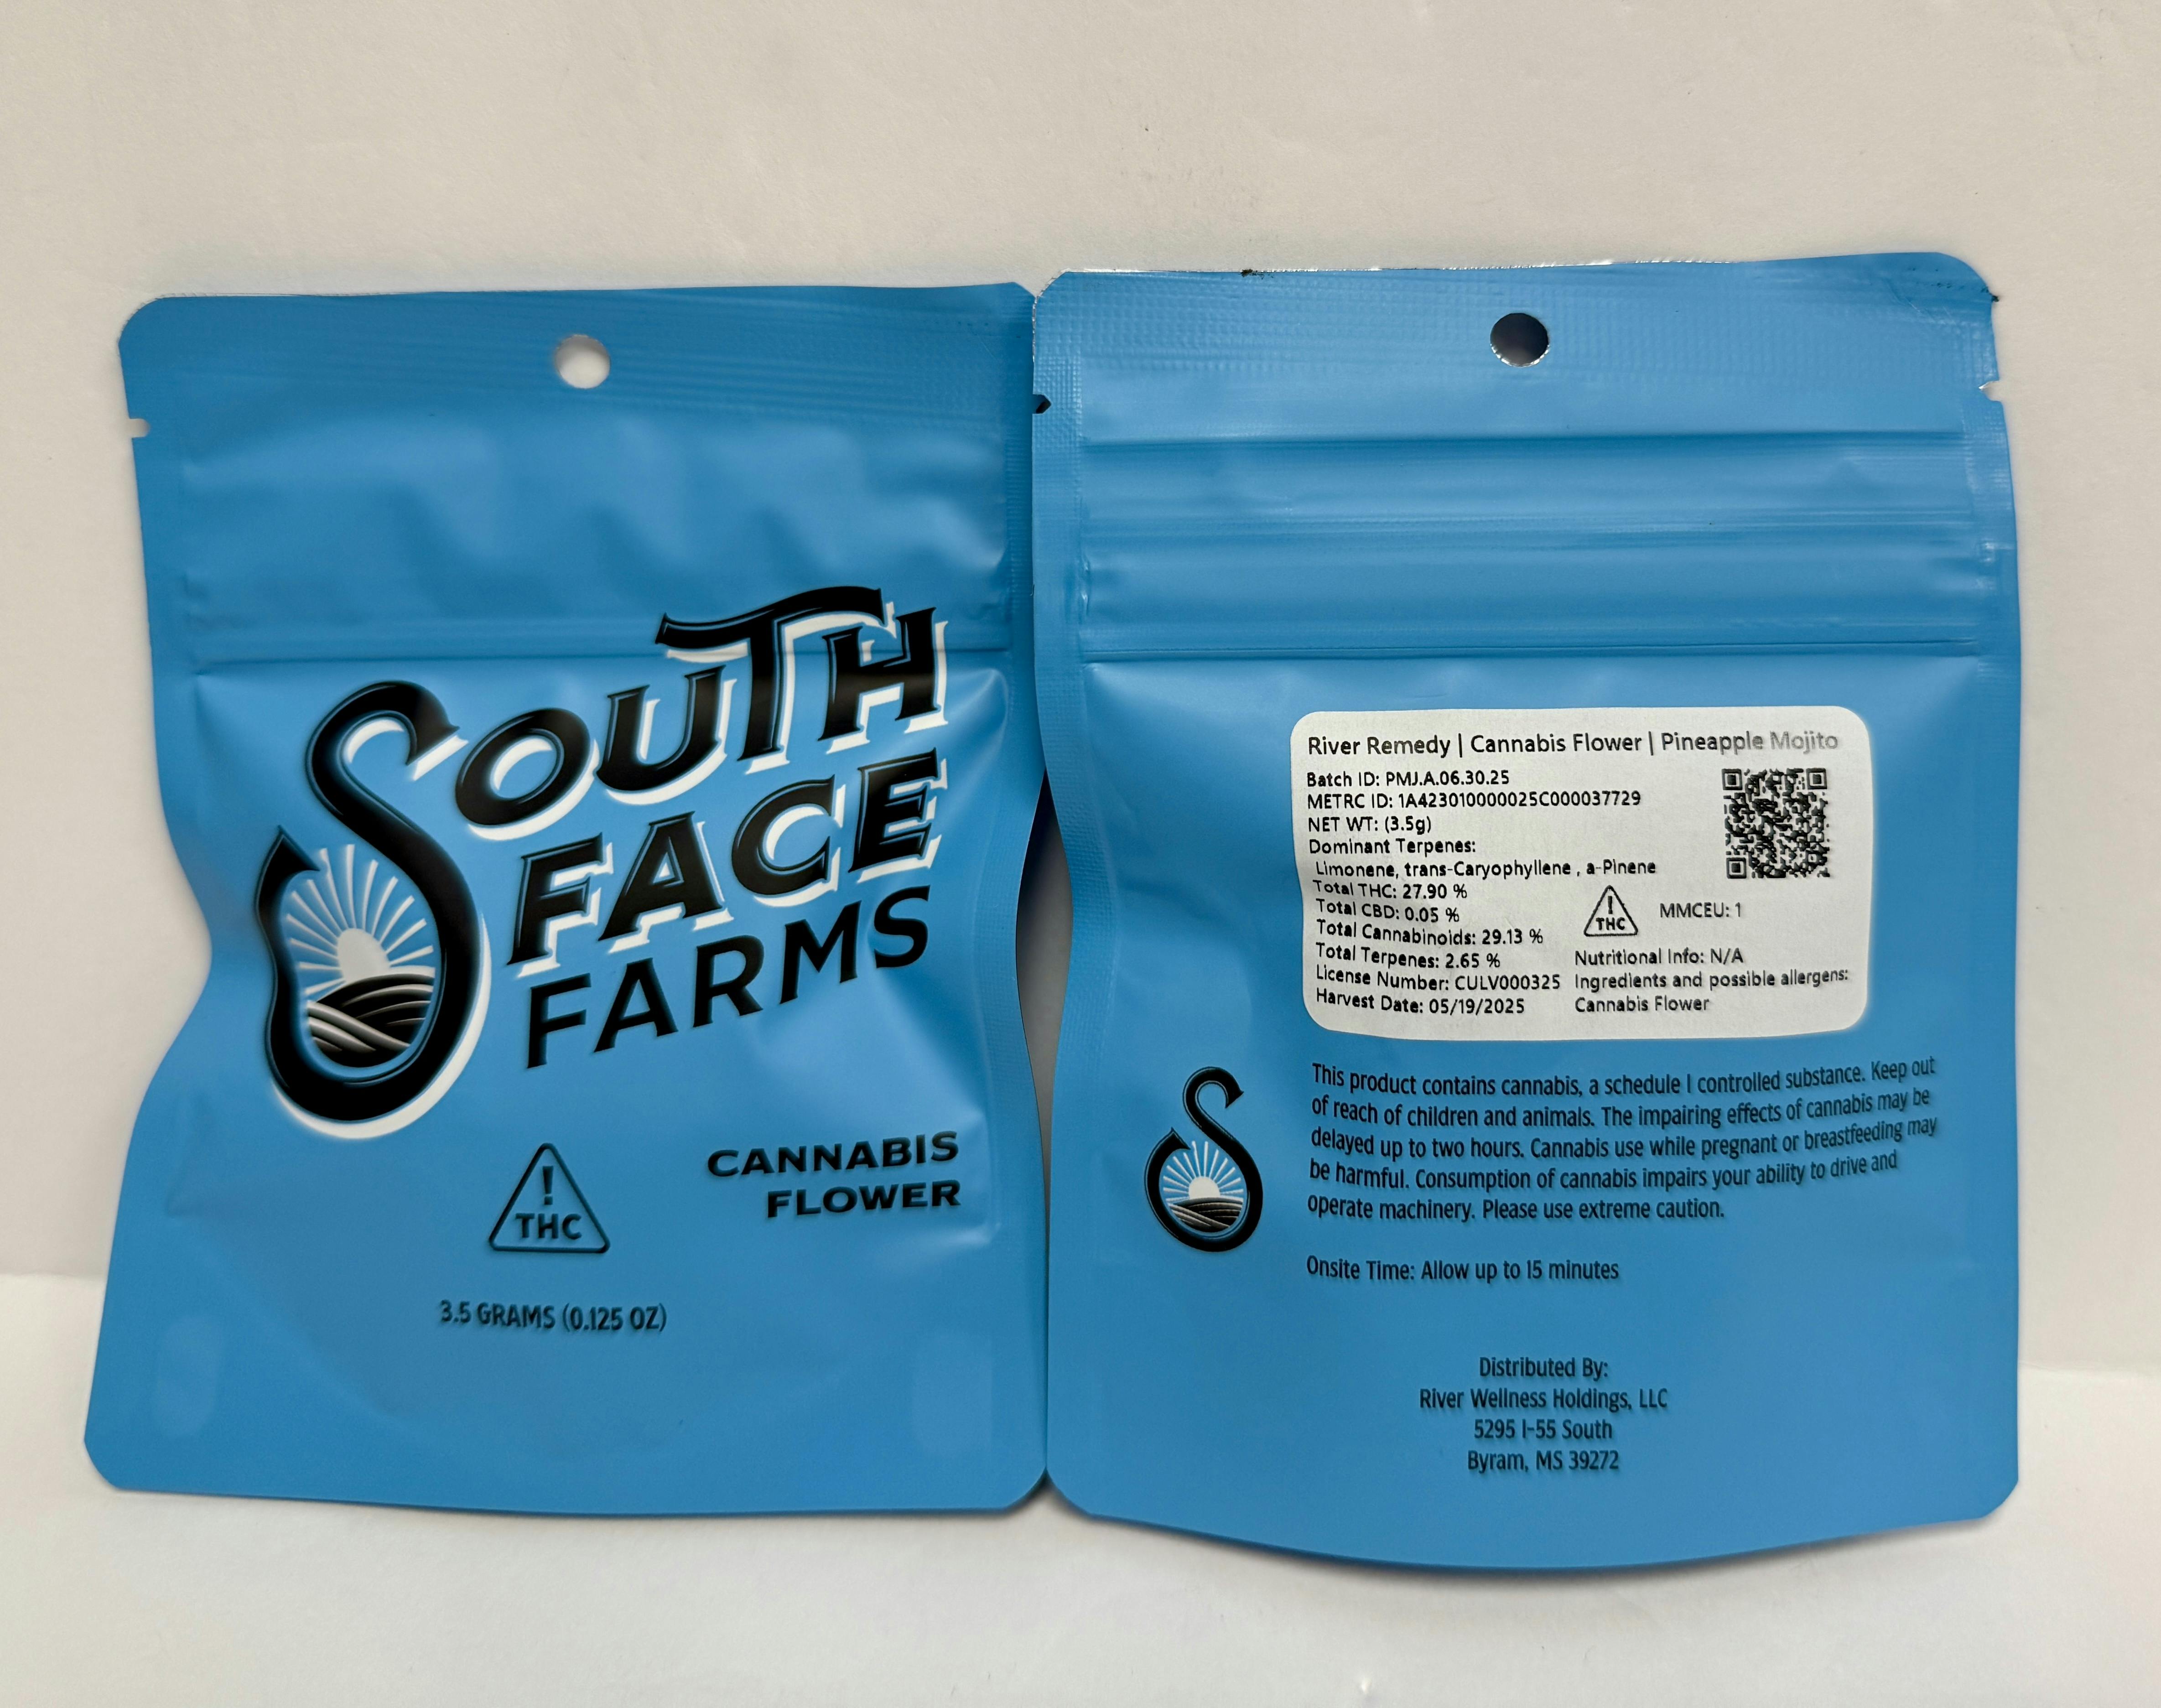 SOUTH
FACE
FARMS
CANNABIS
FLOWER
!
THC
3.5 GRAMS (0.125 OZ)
River Remedy | Cannabis Flower | Pineapple Mojito
Batch ID: PMJ.A.06.30.25
METRC ID: 1A423010000025C000037729
NET WT: (3.5g)
Dominant Terpenes:
Limonene, trans-Caryophyllene , a-Pinene
Total THC: 27.90 %
Total CBD: 0.05 %
Total Cannabinoids: 29.13 %
Total Terpenes: 2.65 %
License Number: CULV000325
Harvest Date: 05/19/2025
!
THC
MMCEU: 1
Nutritional Info: N/A
Ingredients and possible allergens:
Cannabis Flower
This product contains cannabis, a schedule I controlled substance. Keep out
of reach of children and animals. The impairing effects of cannabis may be
delayed up to two hours. Cannabis use while pregnant or breastfeeding may
be harmful. Consumption of cannabis impairs your ability to drive and
operate machinery. Please use extreme caution.
Onsite Time: Allow up to 15 minutes
Distributed By:
River Wellness Holdings, LLC
5295 I-55 South
Byram, MS 39272